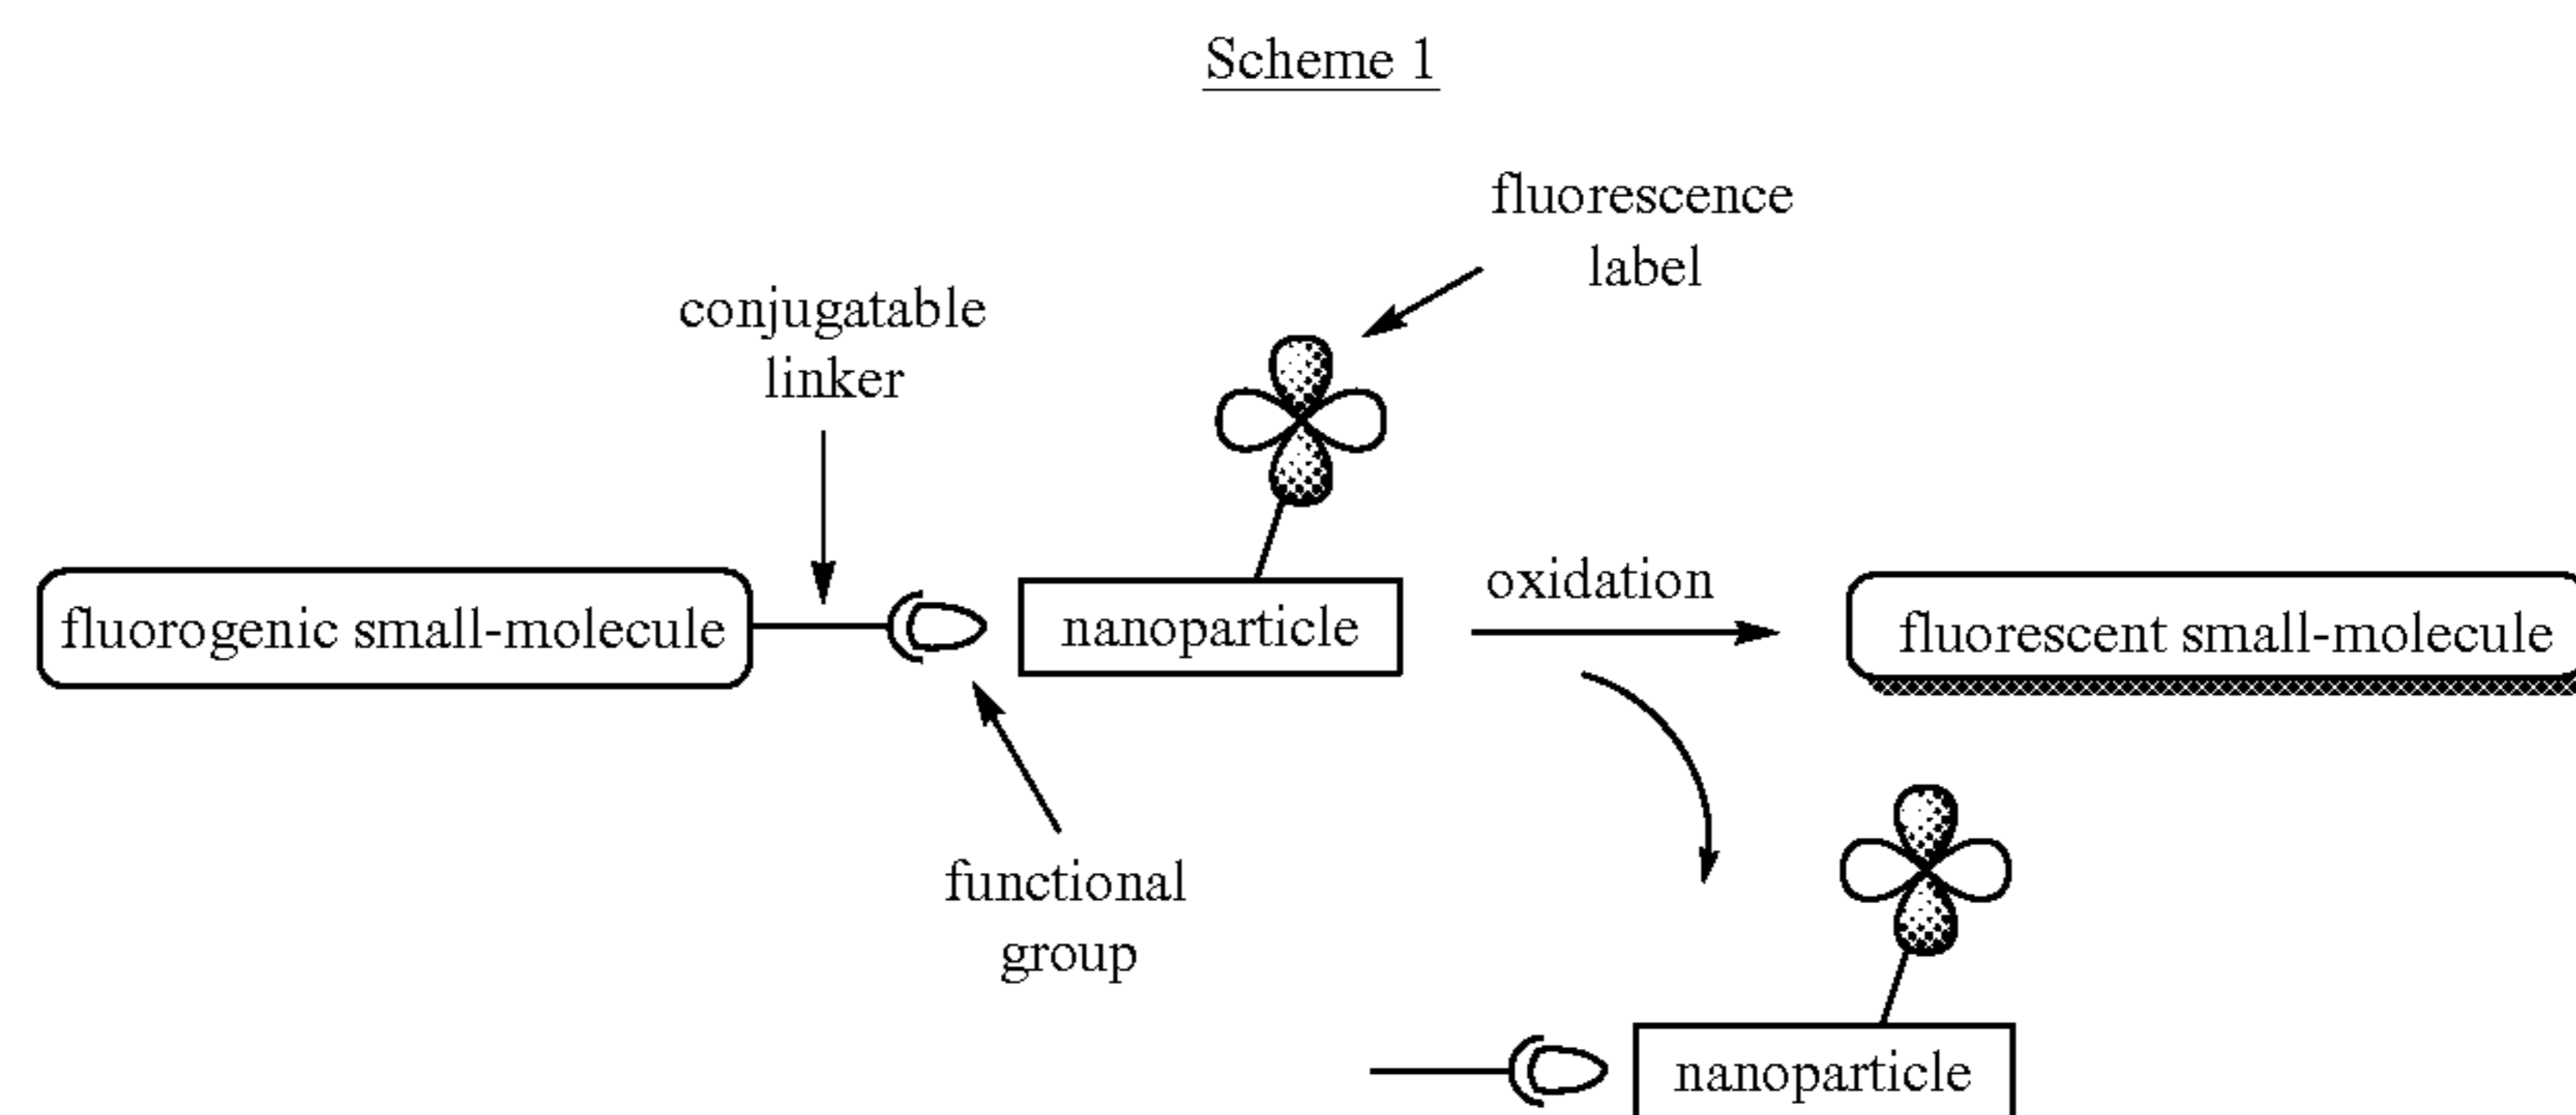 Scheme 1
fluorescence
label
conjugatable
linker
fluorogenic small-molecule
nanoparticle
oxidation
fluorescent small-molecule
functional
group
nanoparticle